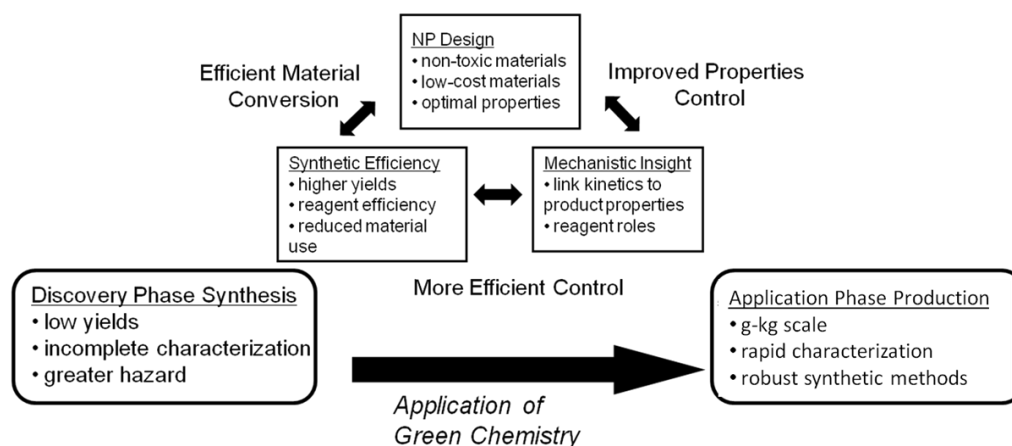 NP Design
• non-toxic materials
• low-cost materials
• optimal properties
Efficient Material
Conversion
Improved Properties
Control
Synthetic Efficiency
• higher yields
• reagent efficiency
• reduced material
use
Mechanistic Insight
• link kinetics to
product properties
• reagent roles
More Efficient Control
Discovery Phase Synthesis
• low yields
• incomplete characterization
• greater hazard
Application Phase Production
• g-kg scale
• rapid characterization
• robust synthetic methods
Application of
Green Chemistry